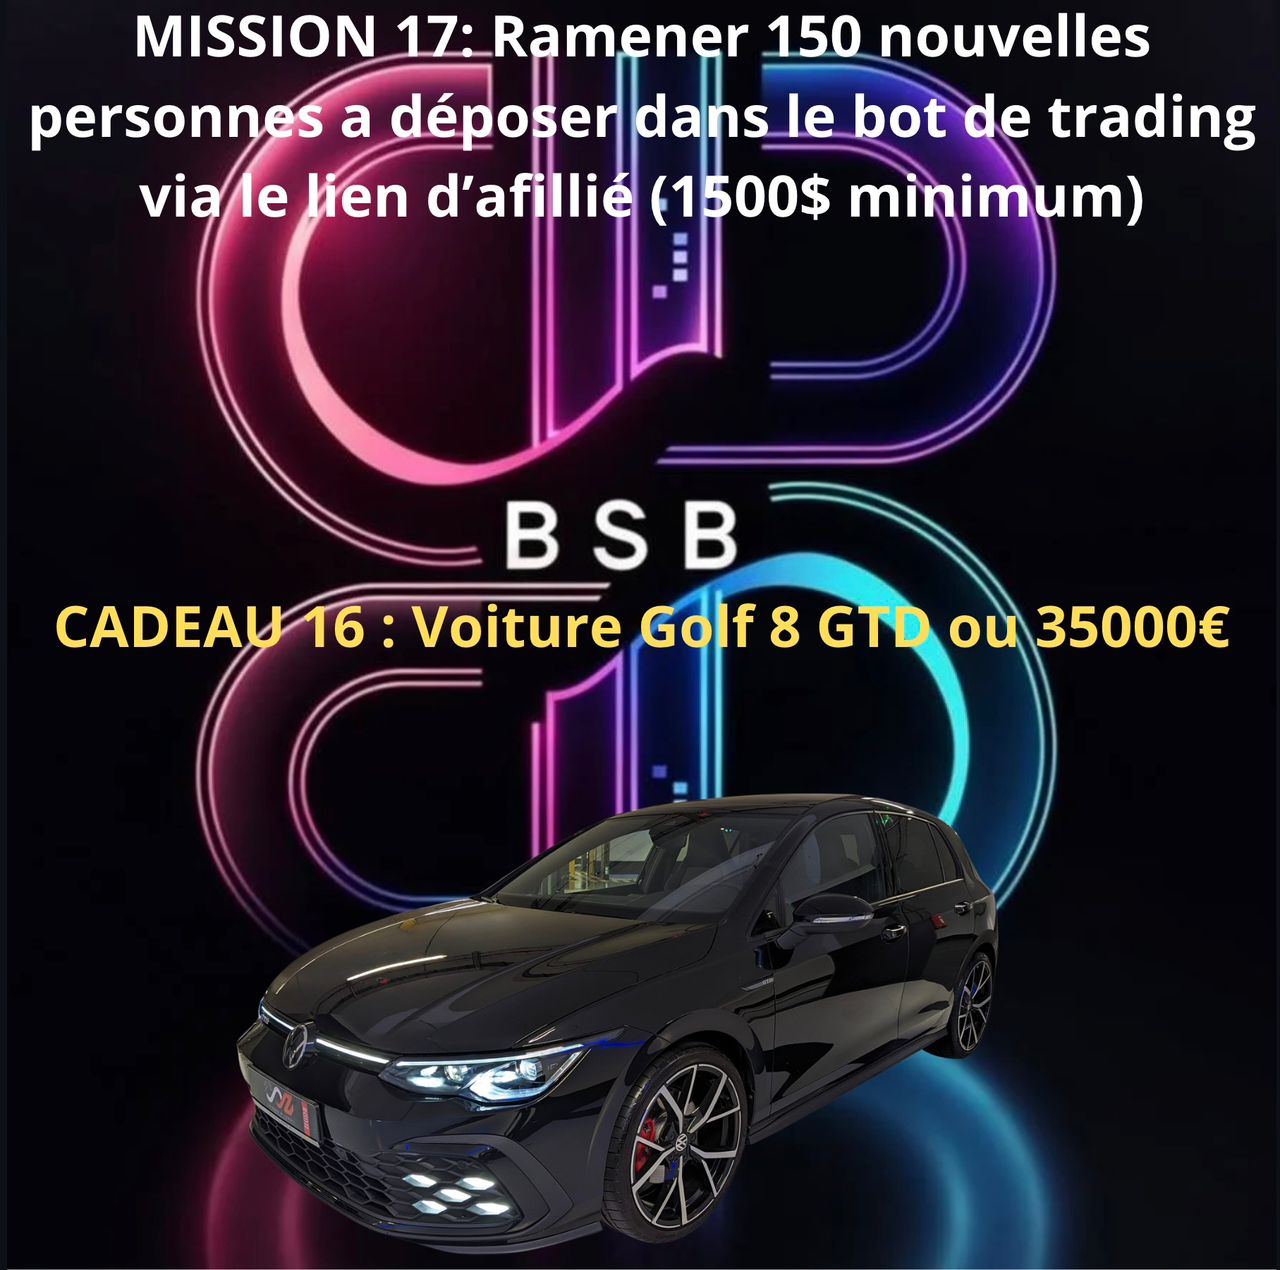 MISSION 17: Ramener 150 nouvelles
personnes a déposer dans le bot de trading
via le lien d’afillié (1500$ minimum)
B S B
CADEAU 16 : Voiture Golf 8 GTD ou 35000€